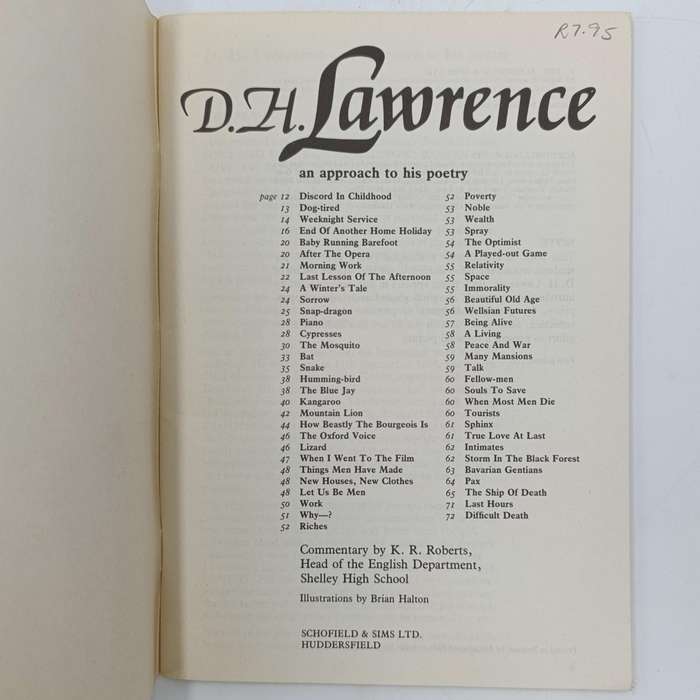 R7.95
D.H. Lawrence
an approach to his poetry
page 12 Discord In Childhood
13 Dog-tired
14 Weeknight Service
16 End Of Another Home Holiday
20 Baby Running Barefoot
20 After The Opera
21 Morning Work
22 Last Lesson Of The Afternoon
24 A Winter's Tale
24 Sorrow
25 Snap-dragon
28 Piano
28 Cypresses
30 The Mosquito
33 Bat
35 Snake
38 Humming-bird
38 The Blue Jay
40 Kangaroo
42 Mountain Lion
44 How Beastly The Bourgeois Is
46 The Oxford Voice
46 Lizard
47 When I Went To The Film
48 Things Men Have Made
48 New Houses, New Clothes
48 Let Us Be Men
50 Work
51 Why—?
52 Riches
52 Poverty
53 Noble
53 Wealth
53 Spray
54 The Optimist
54 A Played-out Game
55 Relativity
55 Space
55 Immorality
56 Beautiful Old Age
56 Wellsian Futures
57 Being Alive
58 A Living
58 Peace And War
59 Many Mansions
59 Talk
60 Fellow-men
60 Souls To Save
60 When Most Men Die
60 Tourists
61 Sphinx
61 True Love At Last
62 Intimates
62 Storm In The Black Forest
63 Bavarian Gentians
64 Pax
65 The Ship Of Death
71 Last Hours
72 Difficult Death
Commentary by K. R. Roberts,
Head of the English Department,
Shelley High School
Illustrations by Brian Halton
SCHOFIELD & SIMS LTD.
HUDDERSFIELD